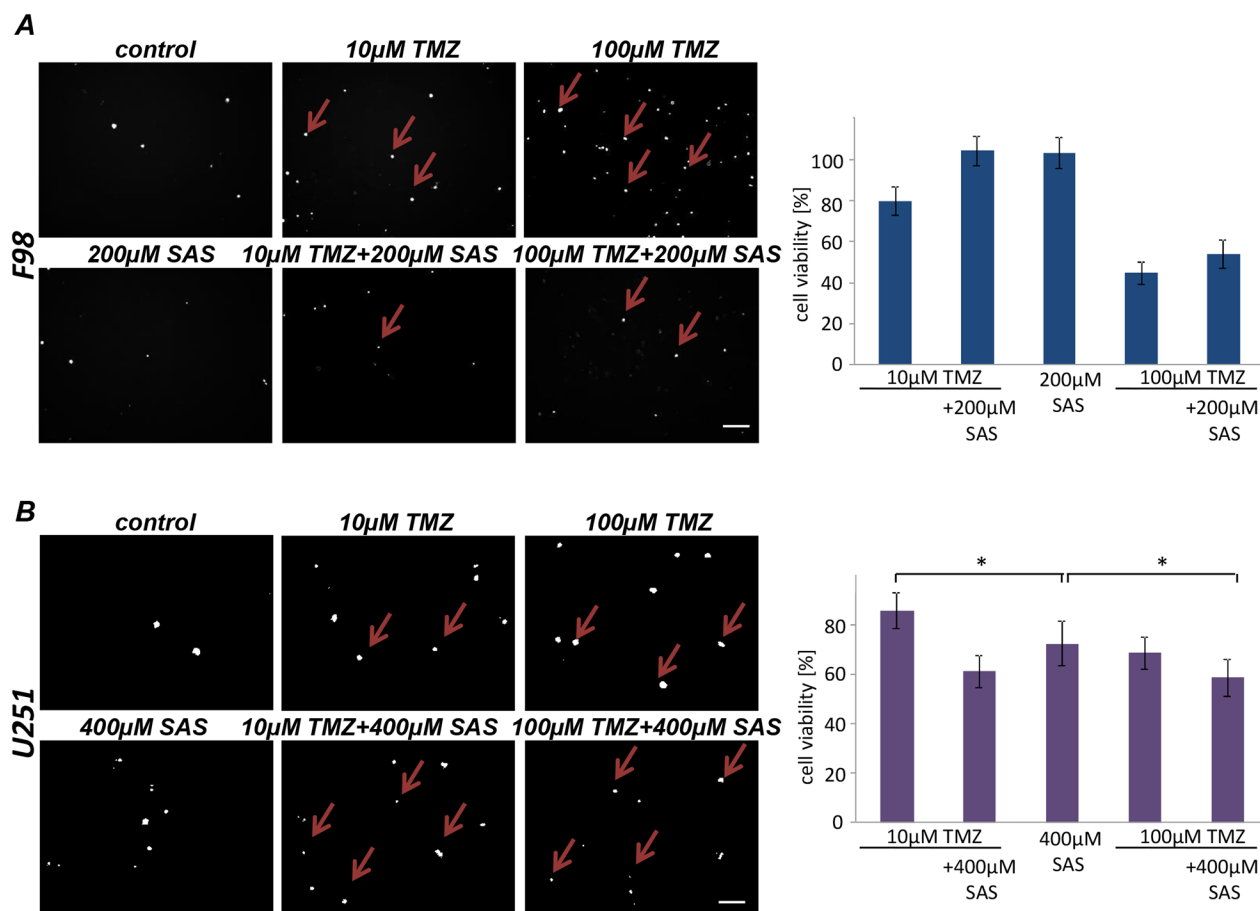 A
control
10µM TMZ
100µM TMZ
F98
200µM SAS
10µM TMZ+200µM SAS
100µM TMZ+200µM SAS
cell viability [%]
100
80
60
40
20
0
10µM TMZ
200µM
100µM TMZ
+200µM
SAS
+200µM
SAS
SAS
B
control
10µM TMZ
100µM TMZ
U251
400µM SAS
10µM TMZ+400µM SAS
100µM TMZ+400µM SAS
*
*
cell viability [%]
80
60
40
20
0
10µM TMZ
400µM
100µM TMZ
+400µM
SAS
+400µM
SAS
SAS